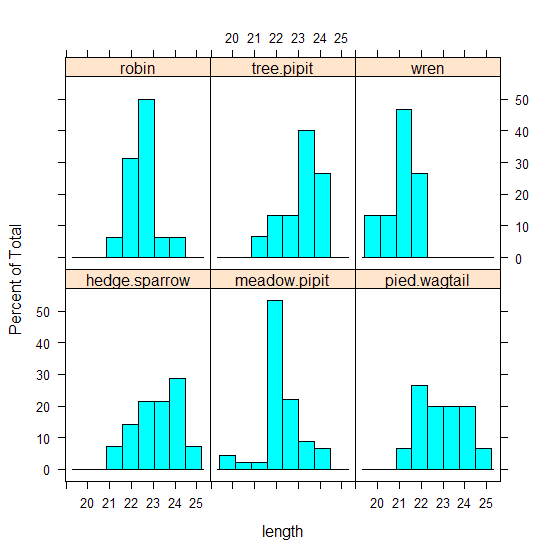 20 21 22 23 24 25
robin tree.pipit wren
50
40
30
20
10
0
Percent of Total
hedge.sparrow meadow.pipit pied.wagtail
50
40
30
20
10
0
20 21 22 23 24 25 20 21 22 23 24 25
length